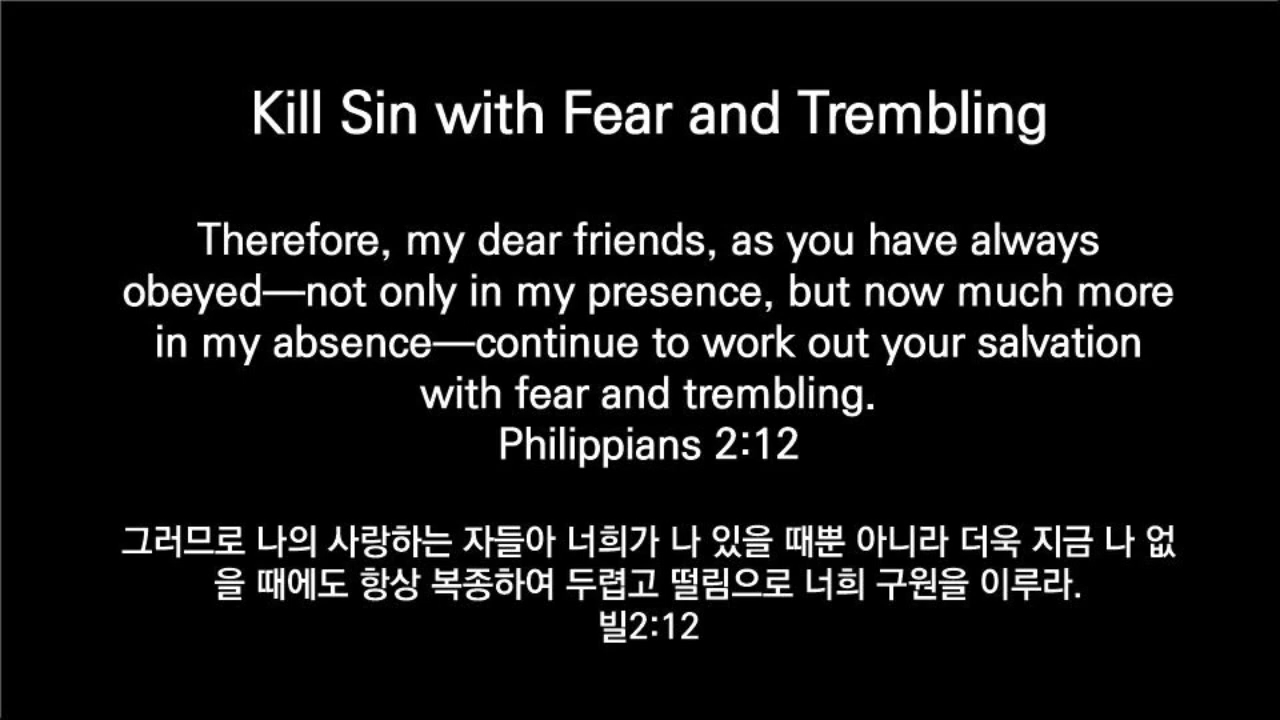 Kill Sin with Fear and Trembling
Therefore, my dear friends, as you have always
obeyed—not only in my presence, but now much more
in my absence—continue to work out your salvation
with fear and trembling.
Philippians 2:12
그러므로 나의 사랑하는 자들아 너희가 나 있을 때뿐 아니라 더욱 지금 나 없
을 때에도 항상 복종하여 두렵고 떨림으로 너희 구원을 이루라.
빌2:12